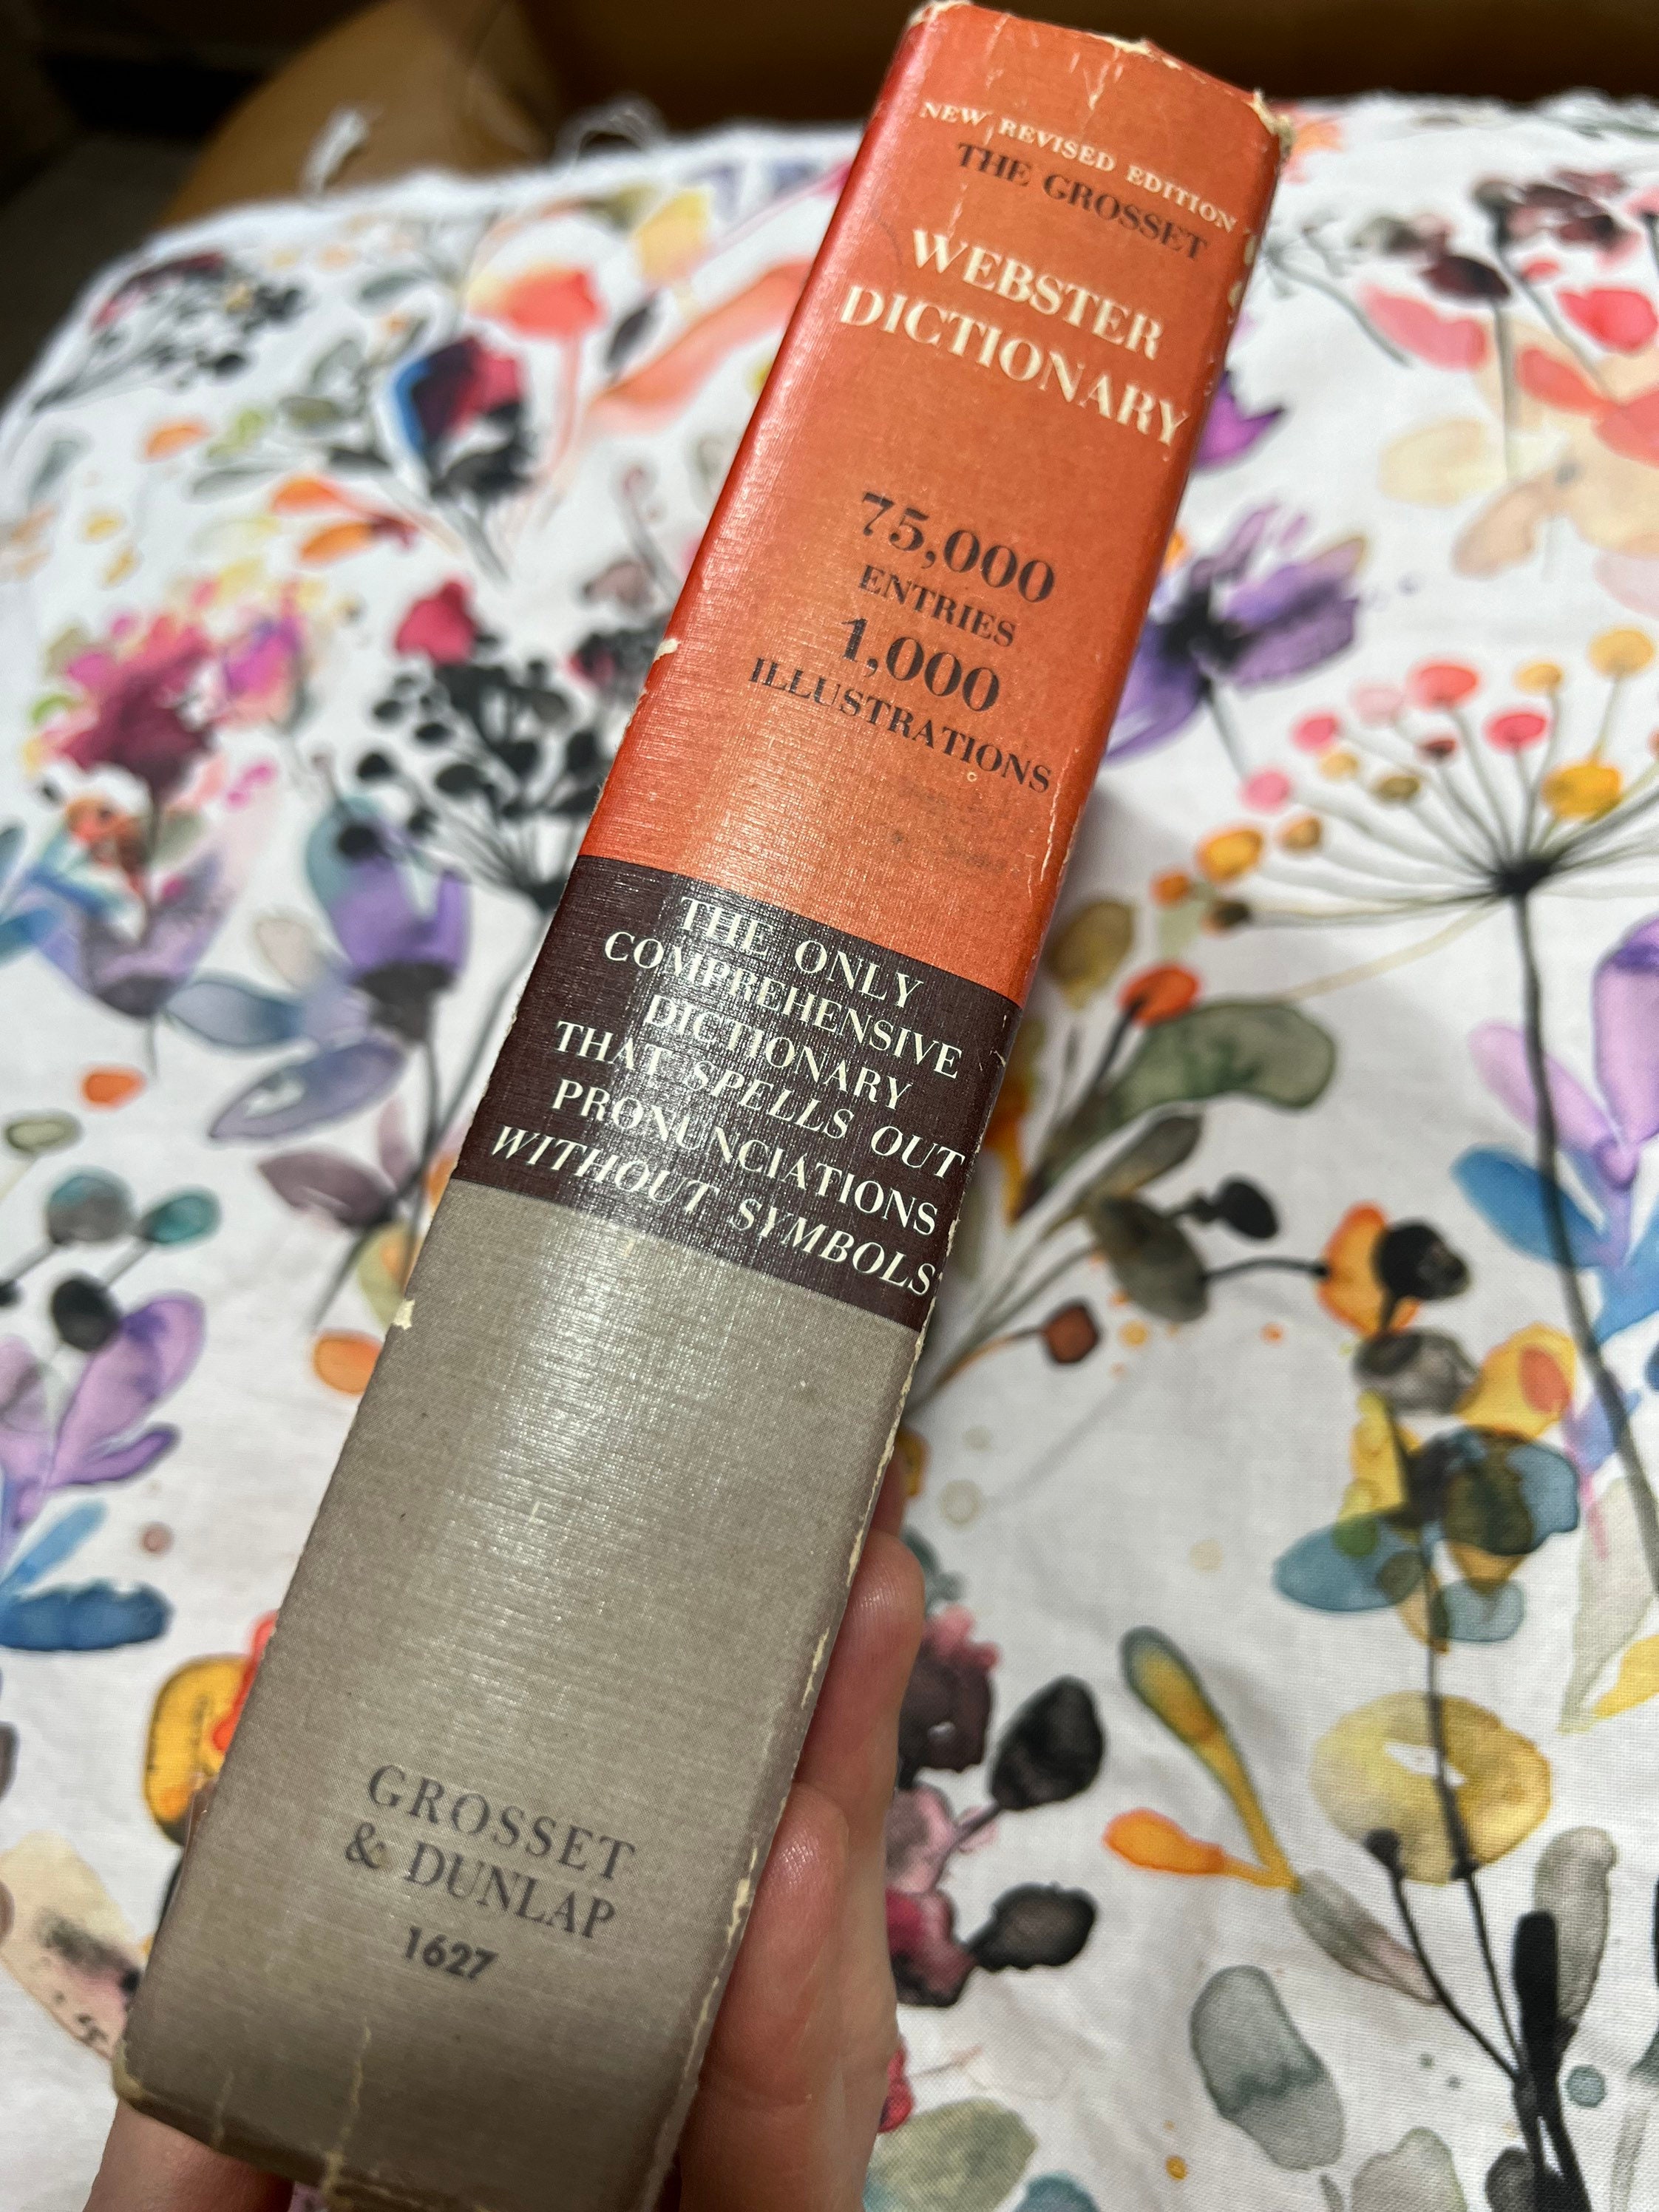 NEW REVISED EDITION
THE GROSSET
WEBSTER
DICTIONARY
75,000
ENTRIES
1,000
ILLUSTRATIONS
THE ONLY
COMPREHENSIVE
DICTIONARY
THAT SPELLS OUT
PRONUNCIATIONS
WITHOUT SYMBOLS
GROSSET
& DUNLAP
1627